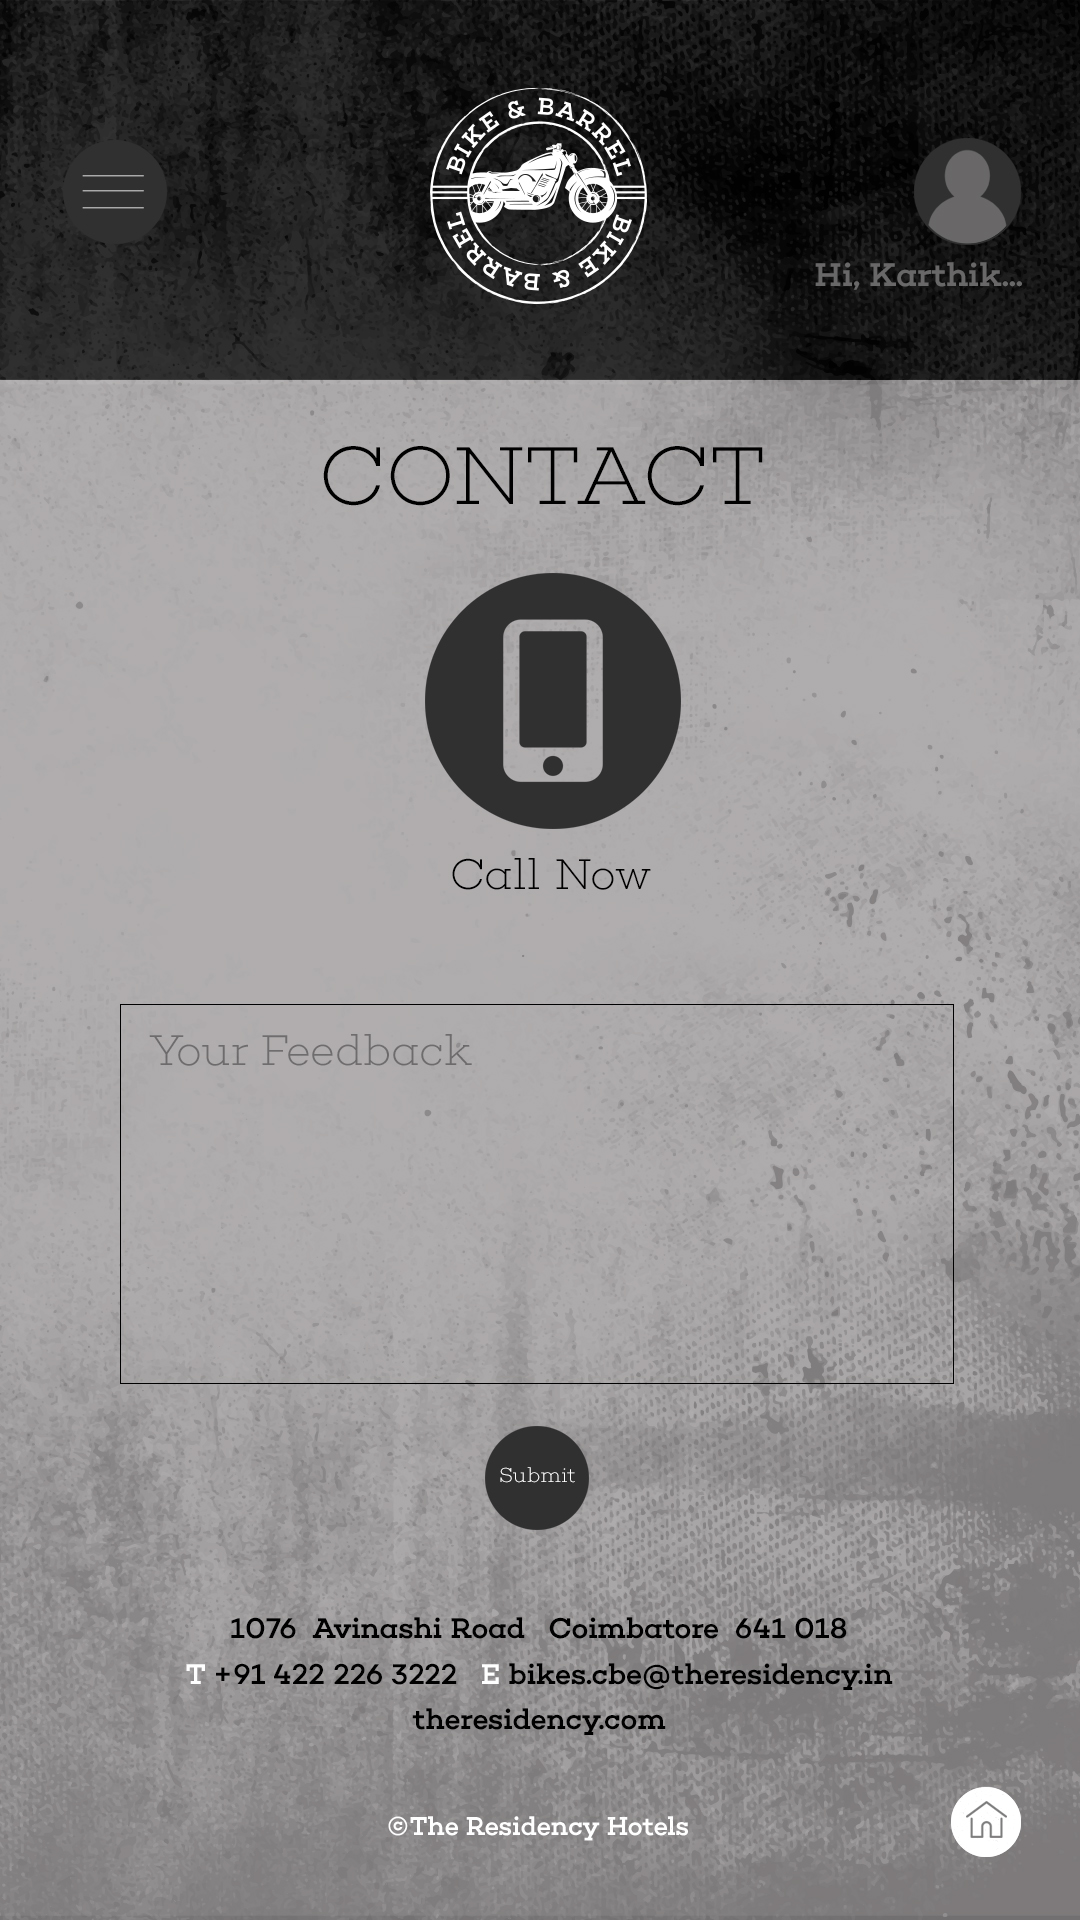 BIKE & BARREL
BIKE & BARREL
Hi, Karthik...
CONTACT
Call Now
Your Feedback
Submit
1076 Avinashi Road Coimbatore 641 018
T +91 422 226 3222 E bikes.cbe@theresidency.in
theresidency.com
©The Residency Hotels